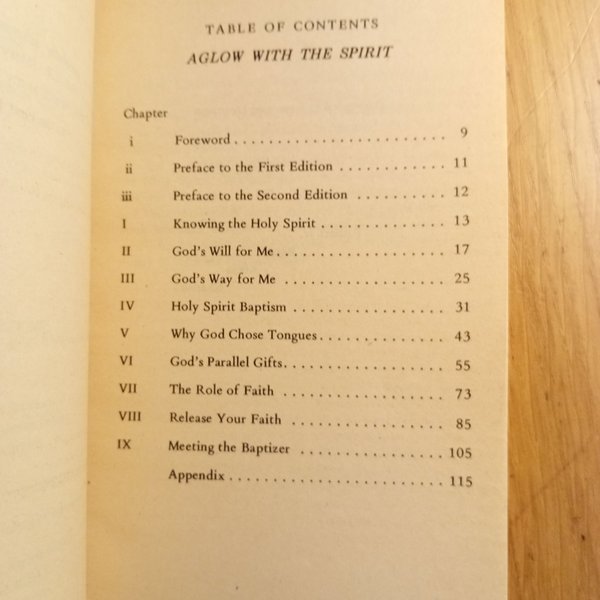 TABLE OF CONTENTS
AGLOW WITH THE SPIRIT
Chapter
i Foreword........................ 9
ii Preface to the First Edition ............ 11
iii Preface to the Second Edition .......... 12
I Knowing the Holy Spirit .............. 13
II God's Will for Me................... 17
III God's Way for Me .................. 25
IV Holy Spirit Baptism ................. 31
V Why God Chose Tongues.............. 43
VI God's Parallel Gifts.................. 55
VII The Role of Faith .................. 73
VIII Release Your Faith .................. 85
IX Meeting the Baptizer ................ 105
Appendix......................... 115